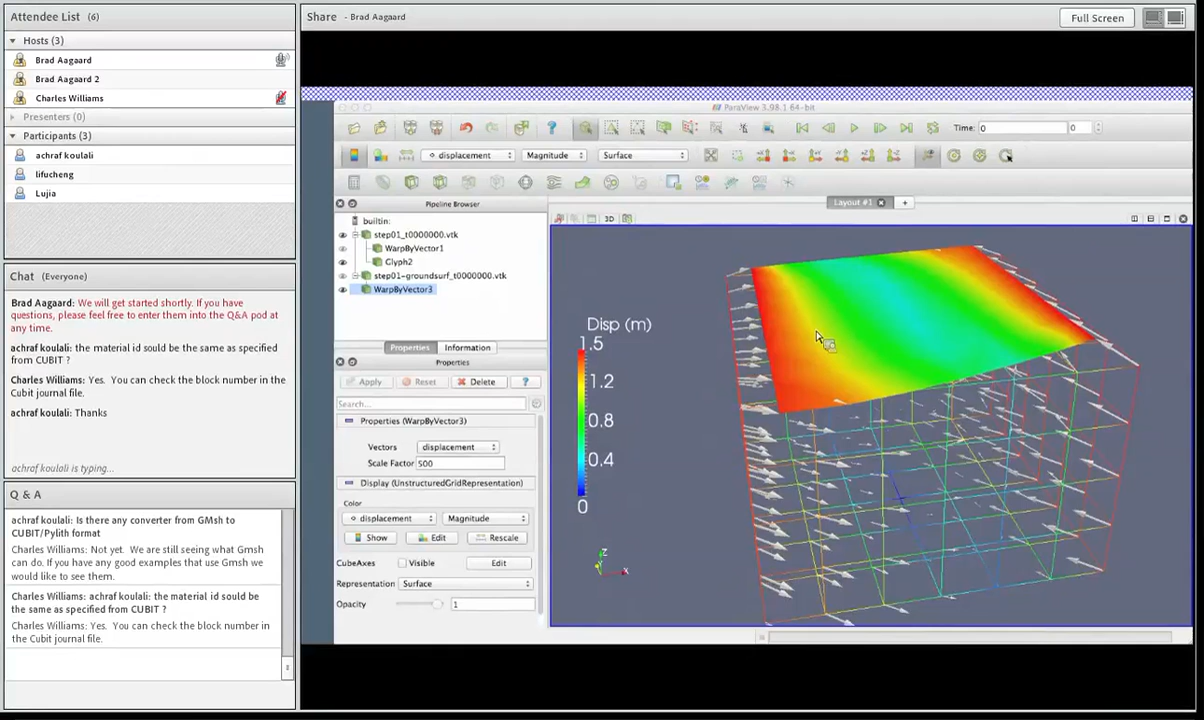 Attendee List (6)
Hosts (3)
Brad Aagaard
Brad Aagaard 2
Charles Williams
Presenters (0)
Participants (3)
achraf koulali
lifucheng
Lujia
Chat (Everyone)
Brad Aagaard: We will get started shortly. If you have
questions, please feel free to enter them into the Q&A pod at
any time.
achraf koulali: the material id sould be the same as specified
from CUBIT ?
Charles Williams: Yes. You can check the block number in the
Cubit journal file.
achraf koulali: Thanks
achraf koulali is typing...
Q & A
achraf koulali: Is there any converter from GMsh to
CUBIT/Pylith format
Charles Williams: Not yet. We are still seeing what Gmsh
can do. If you have any good examples that use Gmsh we
would like to see them.
Charles Williams: achraf koulali: the material id sould be
the same as specified from CUBIT ?
Charles Williams: Yes. You can check the block number in
the Cubit journal file.
Share - Brad Aagaard
Full Screen
ParaView 3.98.1 64-bit
Time: 0
0
displacement
Magnitude
Surface
Pipeline Browser
Layout #1
+
builtin:
3D
step01_t0000000.vtk
WarpByVector1
Glyph2
step01-groundsurf_t0000000.vtk
WarpByVector3
Properties
Information
Properties
Apply
Reset
Delete
?
Search...
Properties (WarpByVector3)
Vectors
displacement
Scale Factor
500
Display (UnstructuredGridRepresentation)
Color
displacement
Magnitude
Show
Edit
Rescale
CubeAxes
Visible
Edit
Representation
Surface
Opacity
1
Disp (m)
1.5
1.2
0.8
0.4
0
Z
X